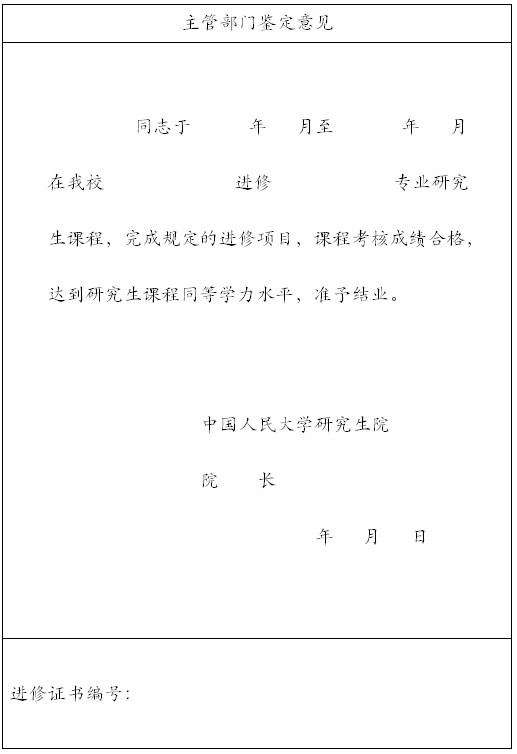 主管部门鉴定意见
同志于 年 月至 年 月
在我校 进修 专业研究
生课程，完成规定的进修项目，课程考核成绩合格，
达到研究生课程同等学力水平，准予结业。
中国人民大学研究生院
院 长
年 月 日
进修证书编号：